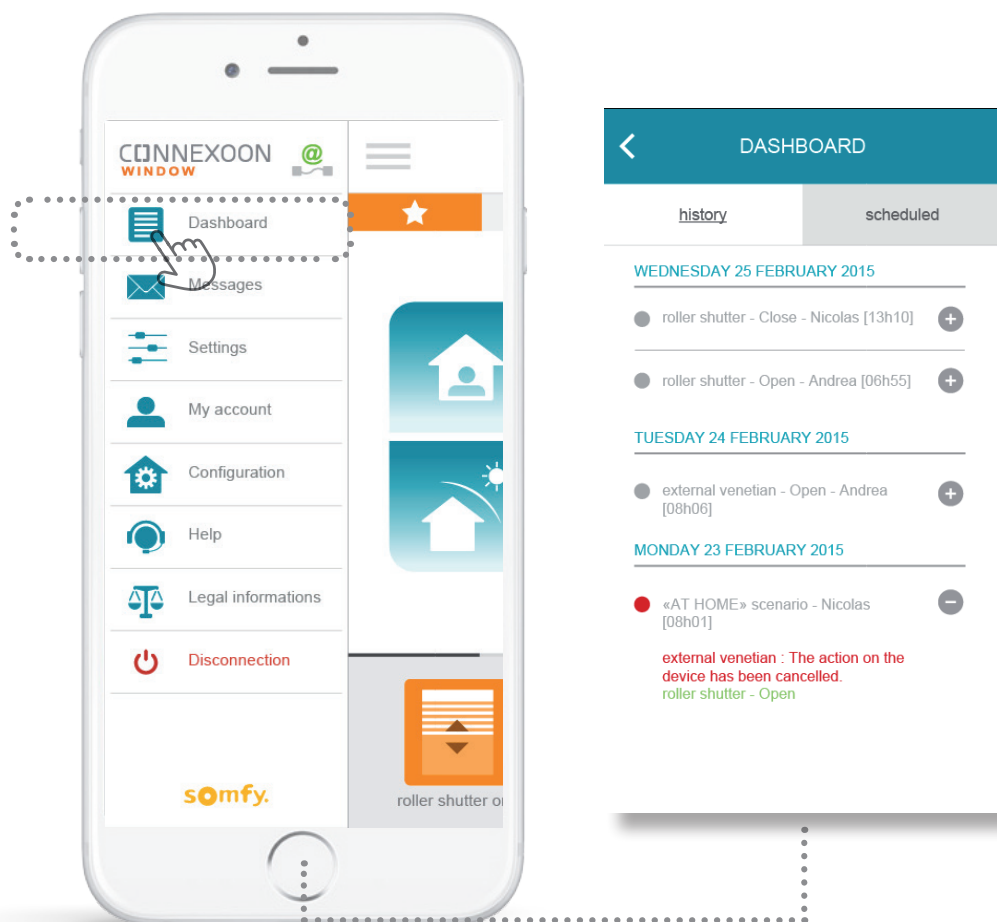 CONNEXOON
WINDOW
@
Dashboard
Messages
Settings
My account
Configuration
Help
Legal informations
Disconnection
somfy.
roller shutter
DASHBOARD
history
scheduled
WEDNESDAY 25 FEBRUARY 2015
roller shutter - Close - Nicolas [13h10]
roller shutter - Open - Andrea [06h55]
TUESDAY 24 FEBRUARY 2015
external venetian - Open - Andrea
[08h06]
MONDAY 23 FEBRUARY 2015
«AT HOME» scenario - Nicolas
[08h01]
external venetian : The action on the
device has been cancelled.
roller shutter - Open